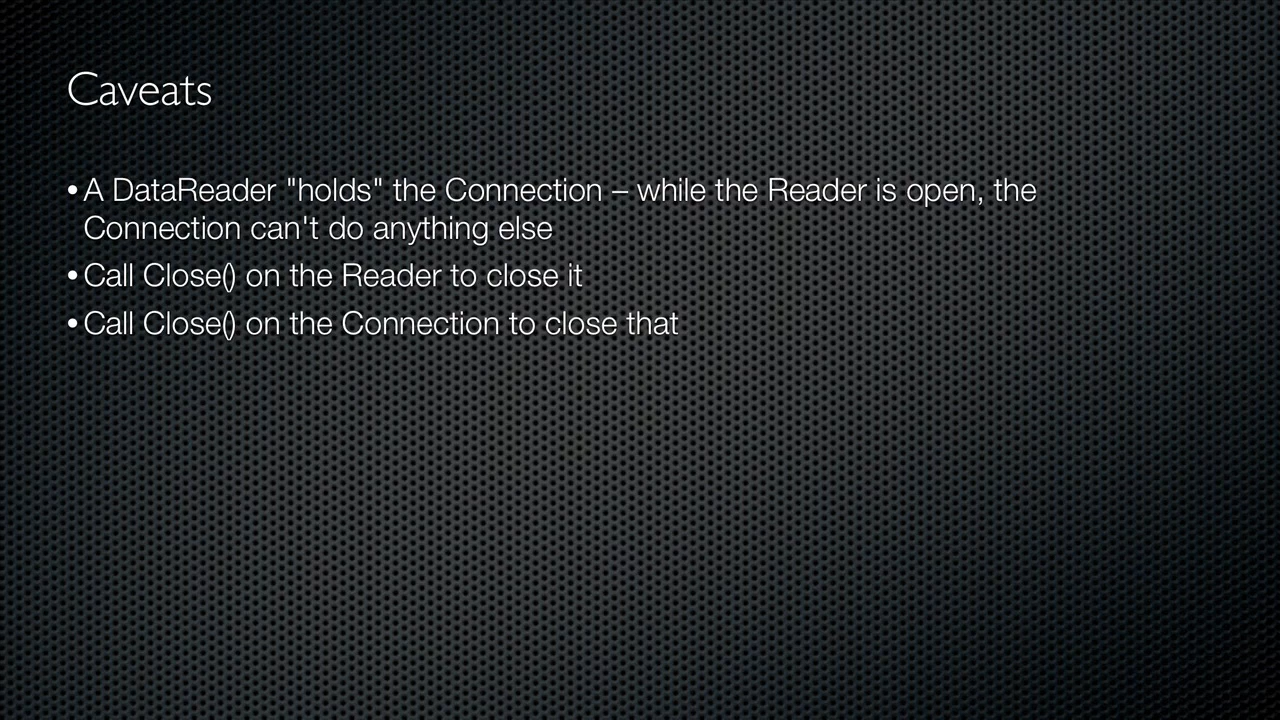 Caveats
• A DataReader "holds" the Connection – while the Reader is open, the
Connection can't do anything else
• Call Close() on the Reader to close it
• Call Close() on the Connection to close that